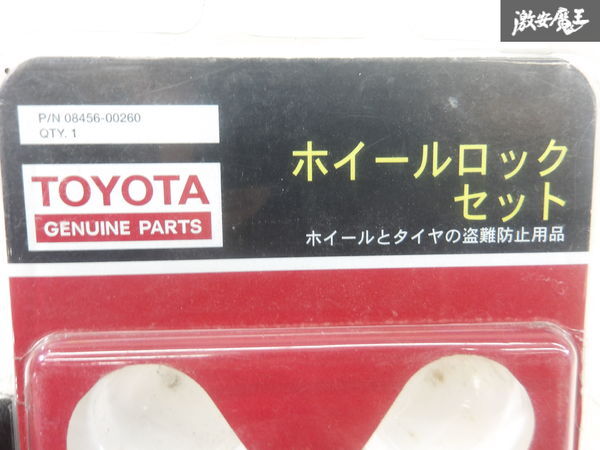 激安魔王
P/N 08456-00260
QTY. 1
TOYOTA
GENUINE PARTS
ホイールロック
セット
ホイールとタイヤの盗難防止用品